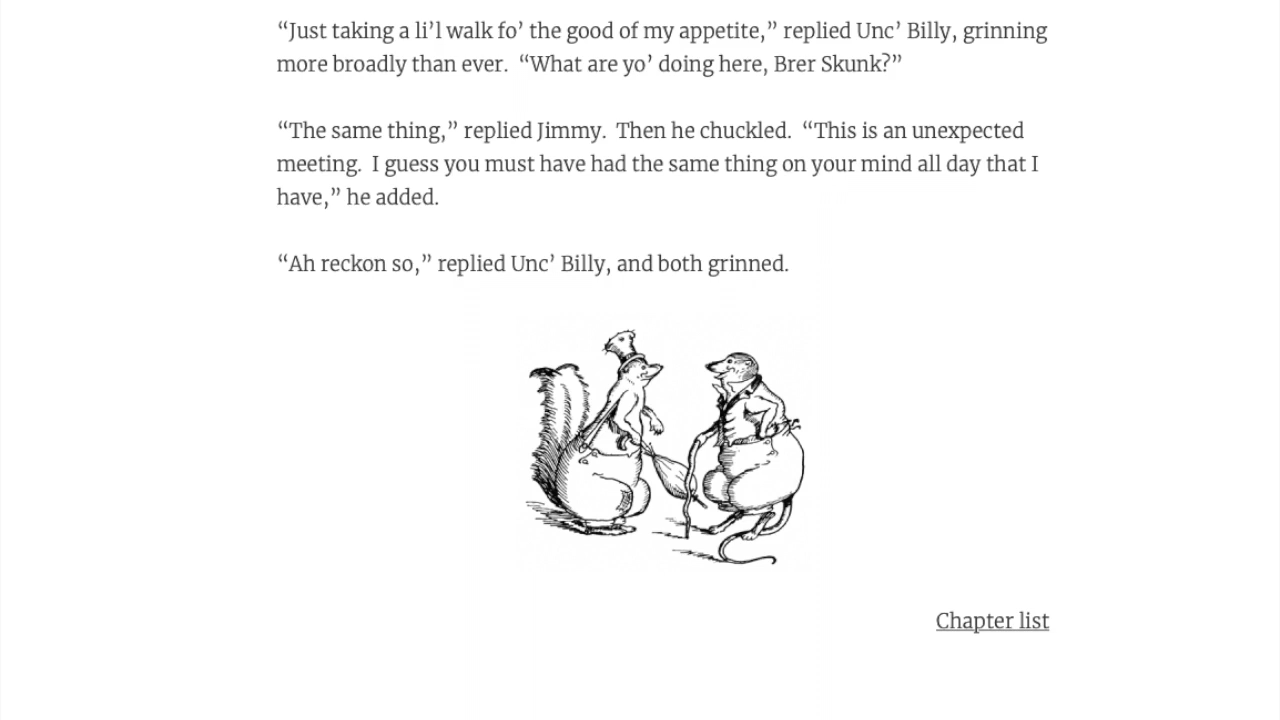 “Just taking a li’l walk fo’ the good of my appetite,” replied Unc’ Billy, grinning
more broadly than ever.  “What are yo’ doing here, Brer Skunk?”
“The same thing,” replied Jimmy.  Then he chuckled.  “This is an unexpected
meeting.  I guess you must have had the same thing on your mind all day that I
have,” he added.
“Ah reckon so,” replied Unc’ Billy, and both grinned.
Chapter list